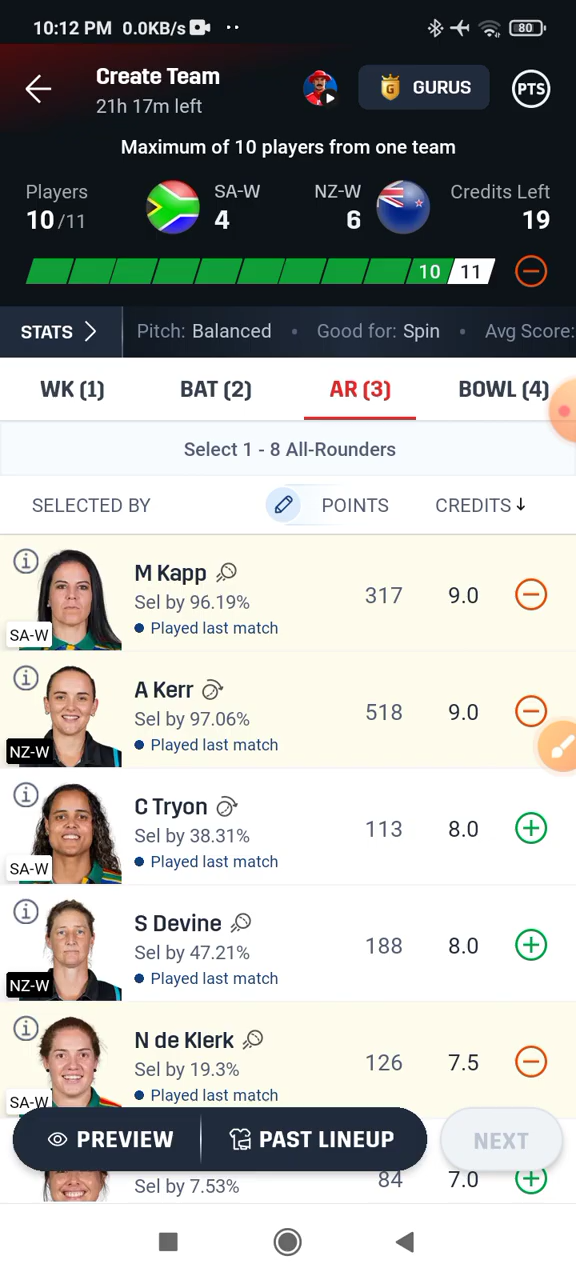 10:12 PM 0.0KB/s
80
Create Team
21h 17m left
GURUS
PTS
Maximum of 10 players from one team
Players
10/11
SA-W
4
NZ-W
6
Credits Left
19
10 11
STATS
Pitch: Balanced • Good for: Spin • Avg Score:
WK (1) BAT (2) AR (3) BOWL (4)
Select 1 - 8 All-Rounders
SELECTED BY POINTS CREDITS ↓
M Kapp
Sel by 96.19%
Played last match
317 9.0
SA-W
A Kerr
Sel by 97.06%
Played last match
518 9.0
NZ-W
C Tryon
Sel by 38.31%
Played last match
113 8.0
SA-W
S Devine
Sel by 47.21%
Played last match
188 8.0
NZ-W
N de Klerk
Sel by 19.3%
Played last match
126 7.5
SA-W
PREVIEW PAST LINEUP NEXT
Sel by 7.53% 84 7.0